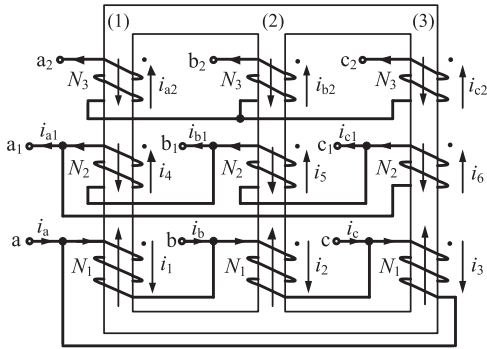 (1) (2) (3)
a2 b2 c2
N3 ia2 N3 ib2 N3 ic2
a1 ia1 b1 ib1 c1 ic1
N2 i4 N2 i5 N2 i6
a ia b ib c ic
N1 i1 N1 i2 N1 i3